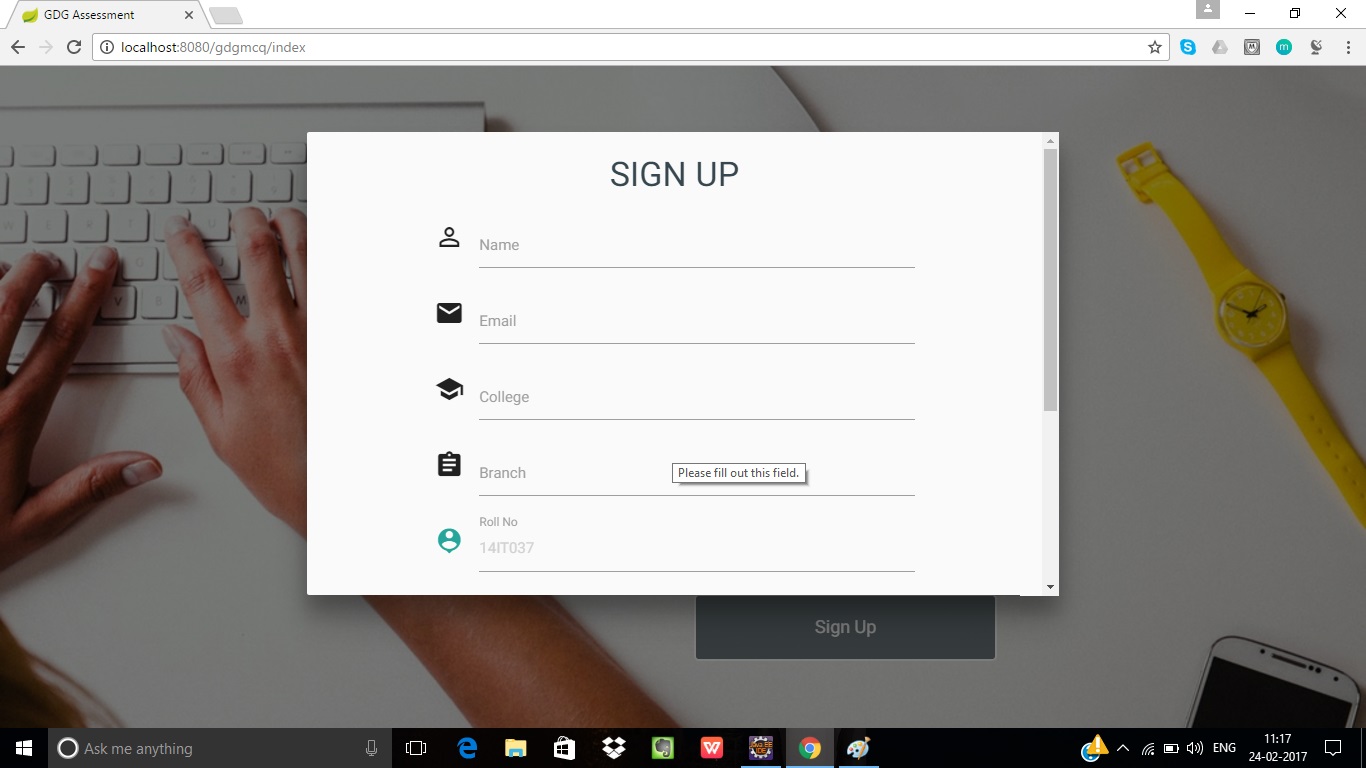 GDG Assessment
localhost:8080/gdgmcq/index
SIGN UP
Name
Email
College
Branch
Please fill out this field.
Roll No
14IT037
Sign Up
Ask me anything
ENG
11:17
24-02-2017